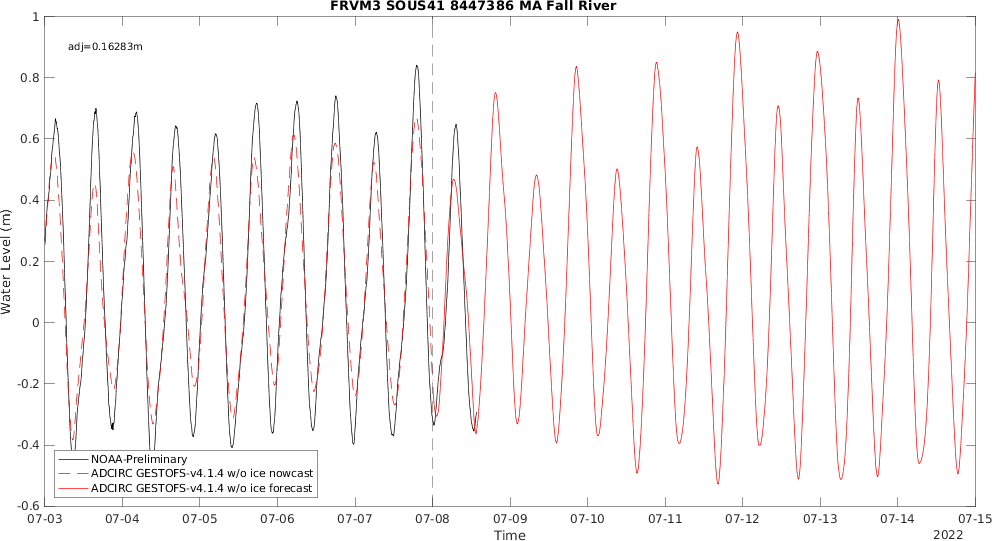 FRVM3 SOUS41 8447386 MA Fall River
adj=0.16283m
Water Level (m)
1
0.8
0.6
0.4
0.2
0
-0.2
-0.4
-0.6
NOAA-Preliminary
ADCIRC GESTOFS-v4.1.4 w/o ice nowcast
ADCIRC GESTOFS-v4.1.4 w/o ice forecast
07-03 07-04 07-05 07-06 07-07 07-08 07-09 07-10 07-11 07-12 07-13 07-14 07-15
Time
2022